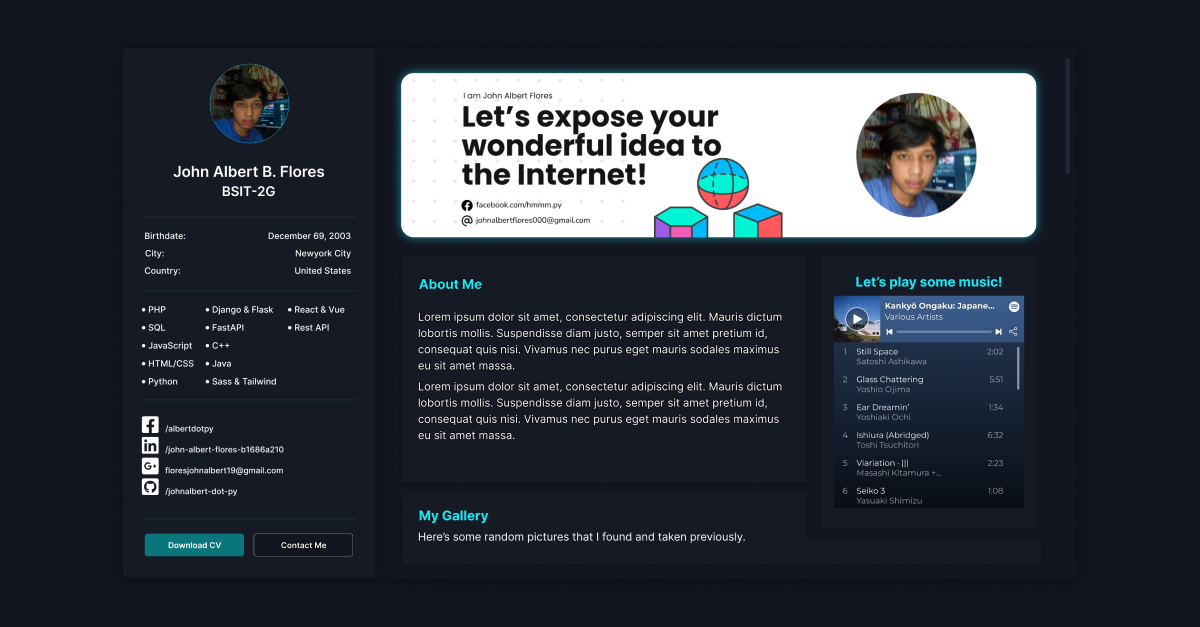 John Albert B. Flores
BSIT-2G
Birthdate: December 69, 2003
City: Newyork City
Country: United States
• PHP • Django & Flask • React & Vue
• SQL • FastAPI • Rest API
• JavaScript • C++
• HTML/CSS • Java
• Python • Sass & Tailwind
/albertdotpy
/john-albert-flores-b1686a210
floresjohnalbert19@gmail.com
/johnalbert-dot-py
Download CV Contact Me
I am John Albert Flores
Let's expose your
wonderful idea to
the Internet!
facebook.com/hmmm.py
johnalbertflores000@gmail.com
About Me
Lorem ipsum dolor sit amet, consectetur adipiscing elit. Mauris dictum
lobortis mollis. Suspendisse diam justo, semper sit amet pretium id,
consequat quis nisi. Vivamus nec purus eget mauris sodales maximus
eu sit amet massa.
Lorem ipsum dolor sit amet, consectetur adipiscing elit. Mauris dictum
lobortis mollis. Suspendisse diam justo, semper sit amet pretium id,
consequat quis nisi. Vivamus nec purus eget mauris sodales maximus
eu sit amet massa.
My Gallery
Here's some random pictures that I found and taken previously.
Let's play some music!
Kankyō Ongaku: Japane...
Various Artists
1 Still Space 2:02
Satoshi Ashikawa
2 Glass Chattering 5:51
Yoshio Ojima
3 Ear Dreamin' 1:34
Yoshiaki Ochi
4 Ishiura (Abridged) 6:32
Toshi Tsuchitori
5 Viariation · ||| 2:23
Masashi Kitamura +...
6 Seiko 3 1:08
Yasuaki Shimizu